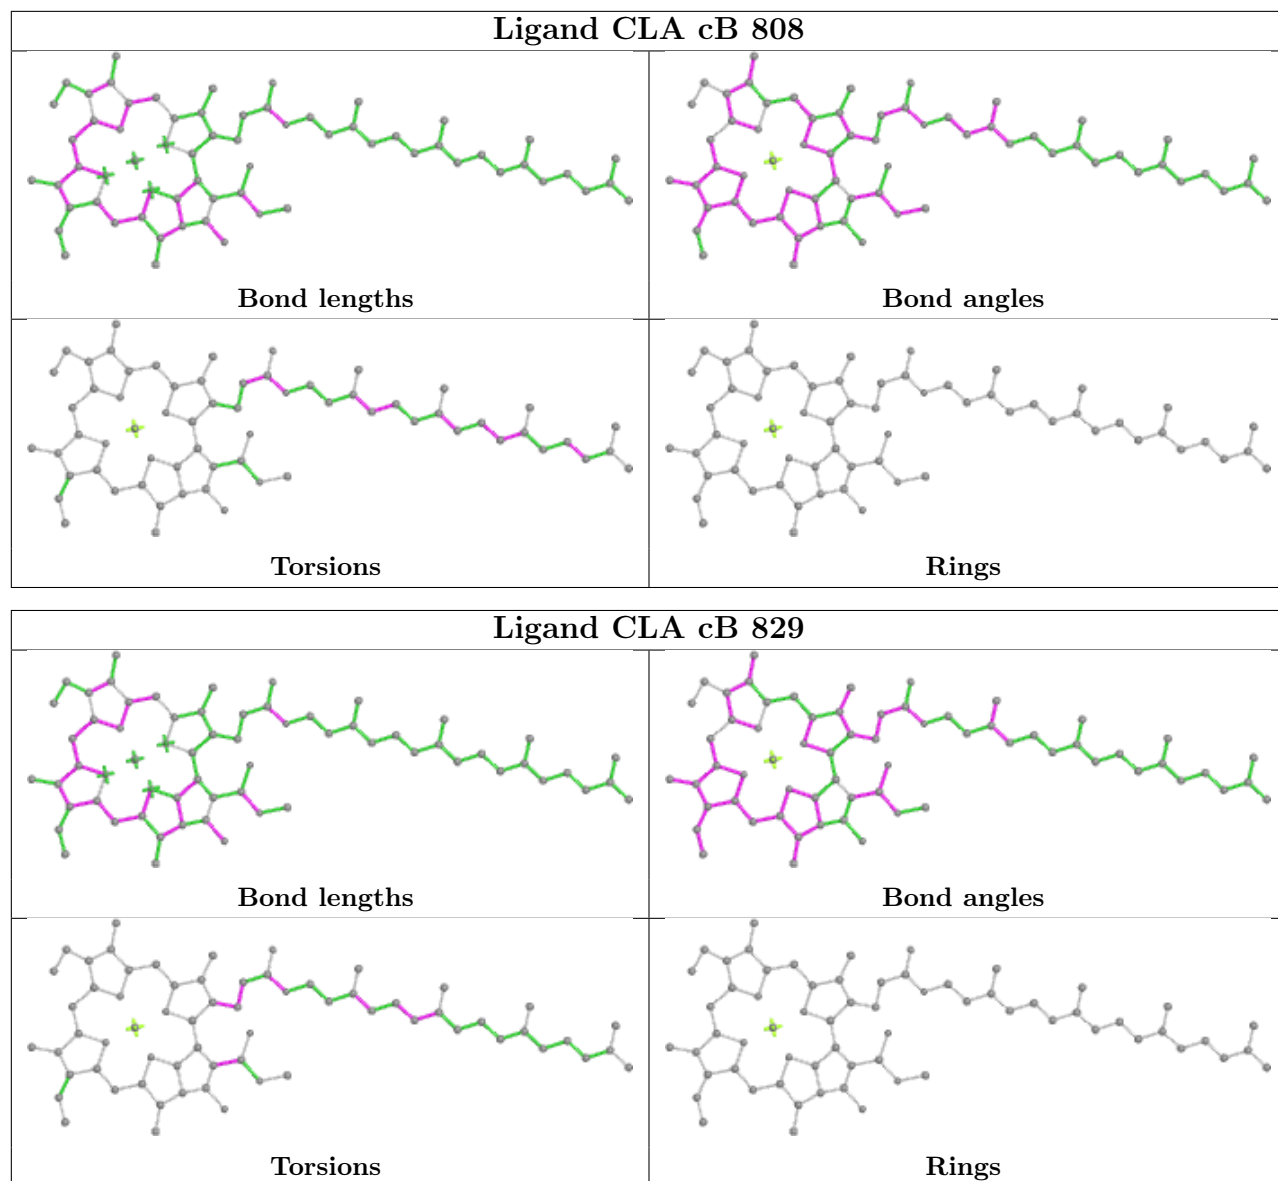 Ligand CLA cB 808
Bond lengths
Bond angles
Torsions
Rings
Ligand CLA cB 829
Bond lengths
Bond angles
Torsions
Rings